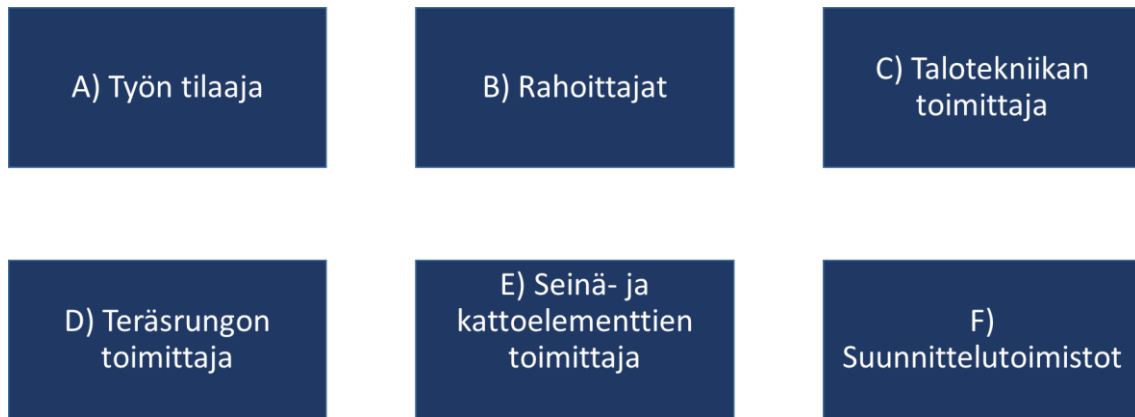 A) Työn tilaaja
B) Rahoittajat
C) Talotekniikan
toimittaja
D) Teräsrungon
toimittaja
E) Seinä- ja
kattoelementtien
toimittaja
F)
Suunnittelutoimistot